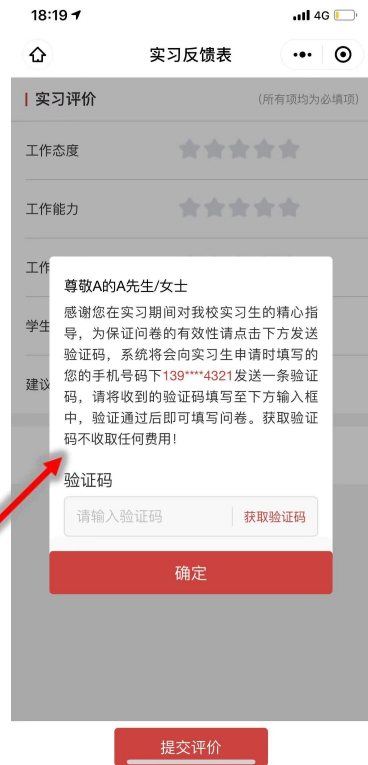 18:19
4G
实习反馈表
实习评价
(所有项均为必填项)
工作态度
工作能力
工作
学生
建议
尊敬A的A先生/女士
感谢您在实习期间对我校实习生的精心指
导，为保证问卷的有效性请点击下方发送
验证码，系统将会向实习生申请时填写的
您的手机号码下139****4321发送一条验证
码，请将收到的验证码填写至下方输入框
中，验证通过后即可填写问卷。获取验证
码不收取任何费用！
验证码
请输入验证码
获取验证码
确定
提交评价